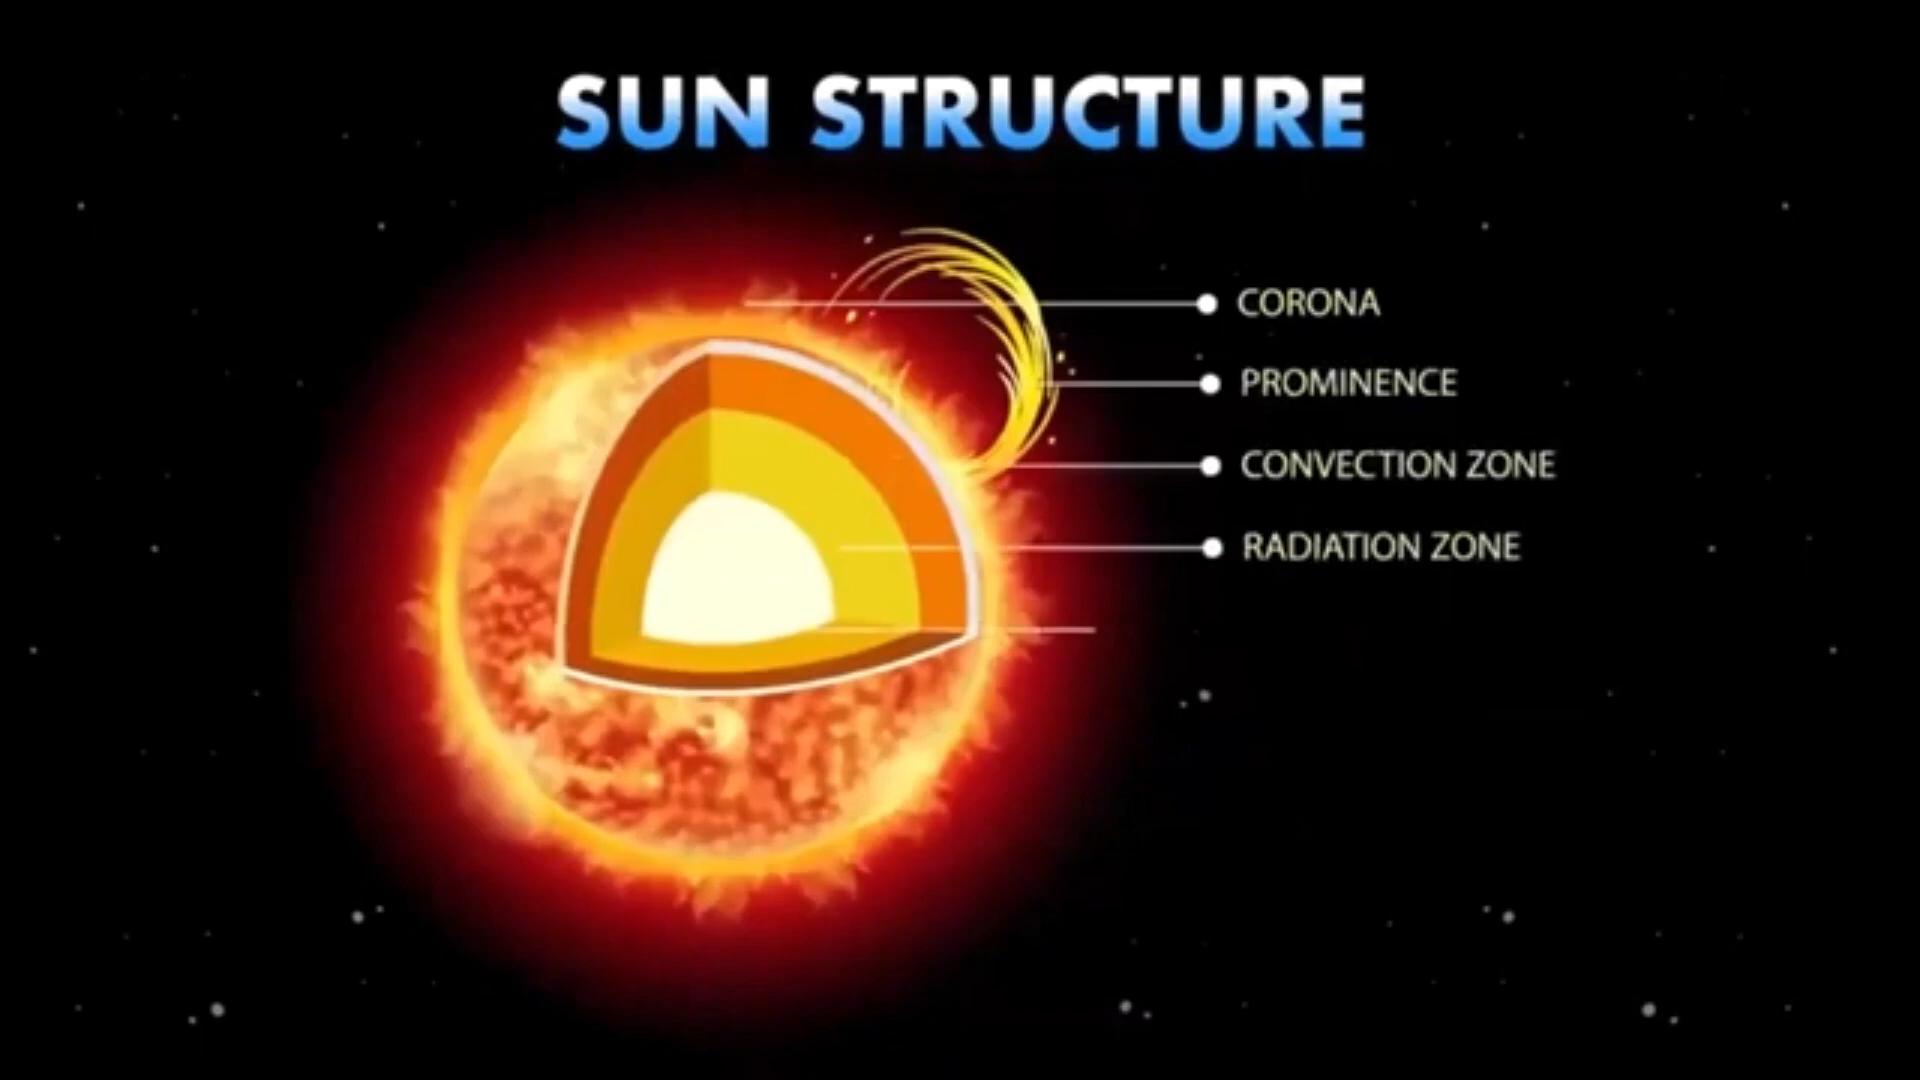 SUN STRUCTURE
CORONA
PROMINENCE
CONVECTION ZONE
RADIATION ZONE